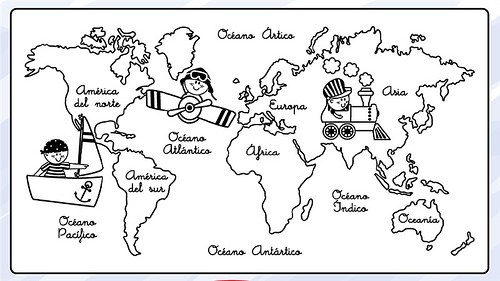 Océano Ártico
América
del norte
Europa
Asia
Océano
Atlántico
África
América
del sur
Océano
Índico
Océano
Pacífico
Oceanía
Océano Antártico